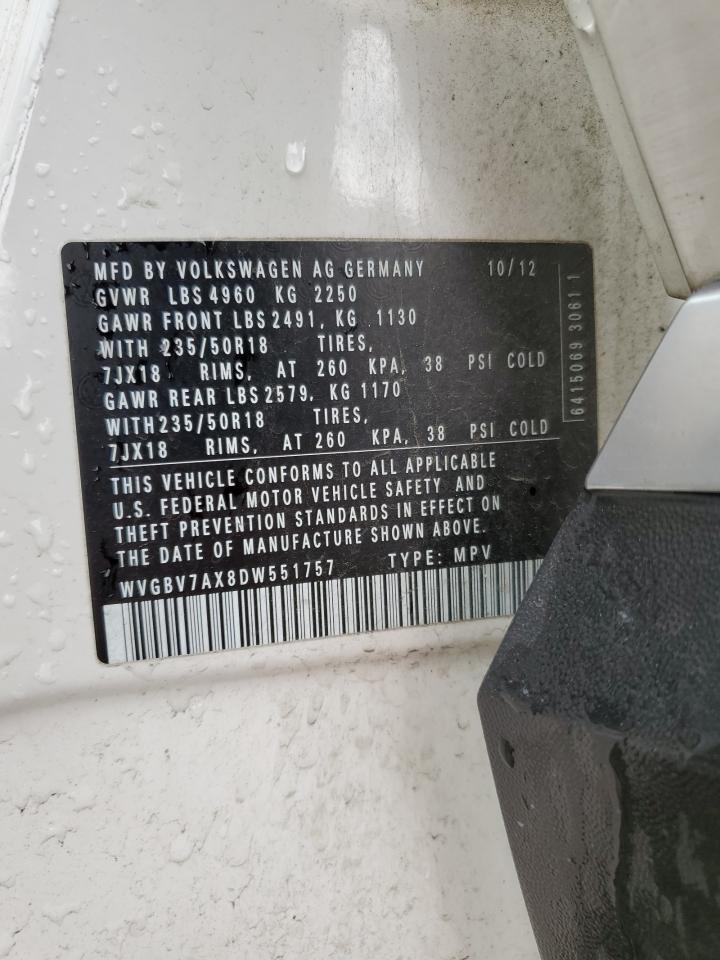 MFD BY VOLKSWAGEN AG GERMANY 10/12
GVWR LBS 4960 KG 2250
GAWR FRONT LBS 2491, KG 1130
WITH 235/50R18 TIRES,
7JX18 RIMS, AT 260 KPA, 38 PSI COLD
GAWR REAR LBS 2579, KG 1170
WITH 235/50R18 TIRES,
7JX18 RIMS, AT 260 KPA, 38 PSI COLD
THIS VEHICLE CONFORMS TO ALL APPLICABLE
U.S. FEDERAL MOTOR VEHICLE SAFETY AND
THEFT PREVENTION STANDARDS IN EFFECT ON
THE DATE OF MANUFACTURE SHOWN ABOVE.
WVGBV7AX8DW551757 TYPE: MPV
6415069 3061 1